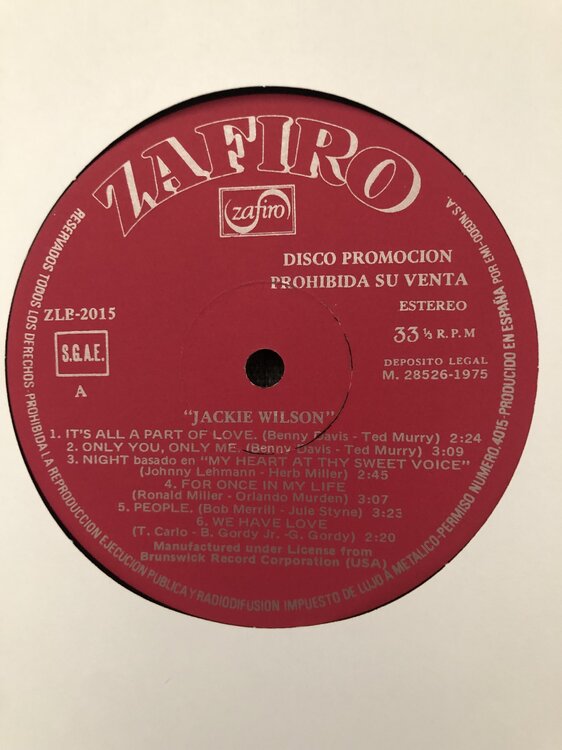 ZAFIRO
zafiro
DISCO PROMOCION
PROHIBIDA SU VENTA
ESTEREO
ZLE-2015
33 ⅓ R.P.M
S.G.A.E.
DEPOSITO LEGAL
M. 28526-1975
A
"JACKIE WILSON"
1. IT'S ALL A PART OF LOVE. (Benny Davis - Ted Murry) 2:24
2. ONLY YOU, ONLY ME. (Benny Davis - Ted Murry) 3:09
3. NIGHT basado en "MY HEART AT THY SWEET VOICE"
(Johnny Lehmann - Herb Miller) 2:45
4. FOR ONCE IN MY LIFE
(Ronald Miller - Orlando Murden) 3:07
5. PEOPLE. (Bob Merrill - Jule Styne) 3:23
6. WE HAVE LOVE
(T. Carlo - B. Gordy Jr. -G. Gordy) 2:20
Manufactured under License from
Brunswick Record Corporation (USA)
RESERVADOS TODOS LOS DERECHOS - PROHIBIDA LA REPRODUCCION EJECUCION PUBLICA Y RADIODIFUSION IMPUESTO DE LUJO A METALICO-PERMISO NUMERO. 4015-PRODUCIDO EN ESPAÑA POR EMI-ODEON, S.A.